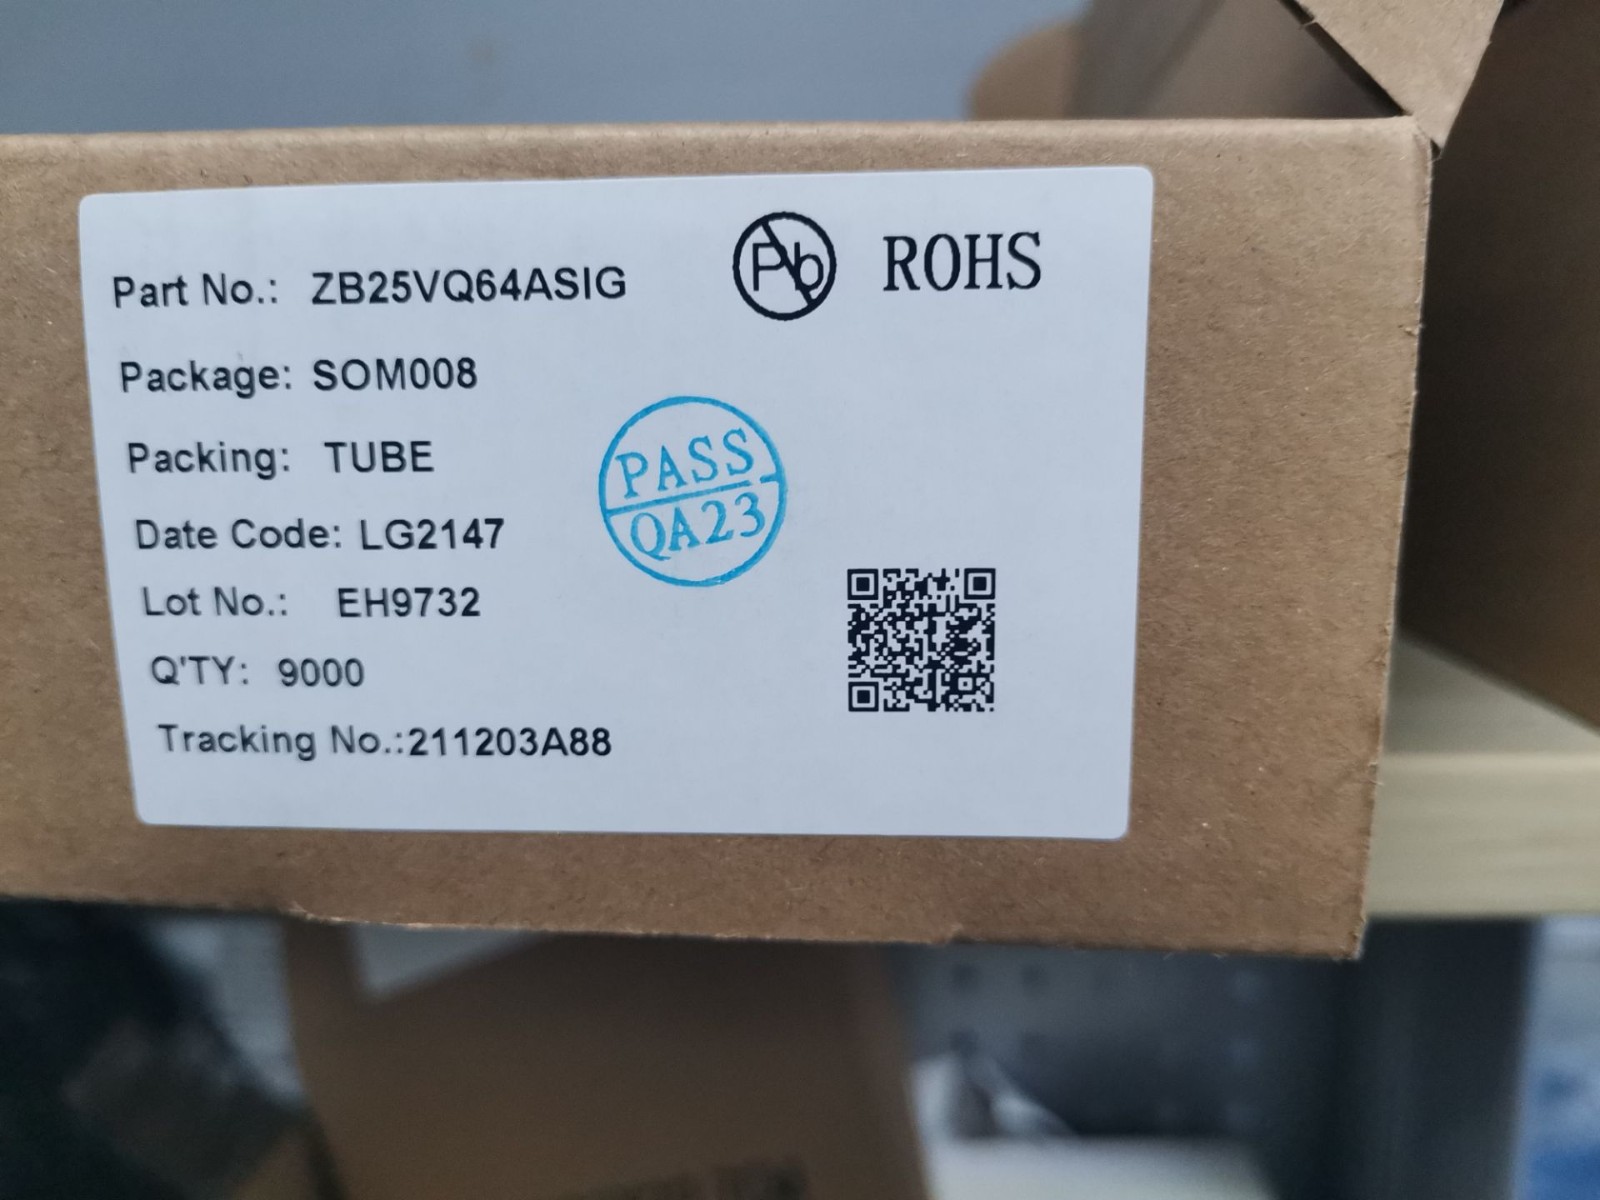 Part No.: ZB25VQ64ASIG
Pb ROHS
Package: SOM008
Packing: TUBE
PASS
QA23
Date Code: LG2147
Lot No.: EH9732
Q'TY: 9000
Tracking No.:211203A88